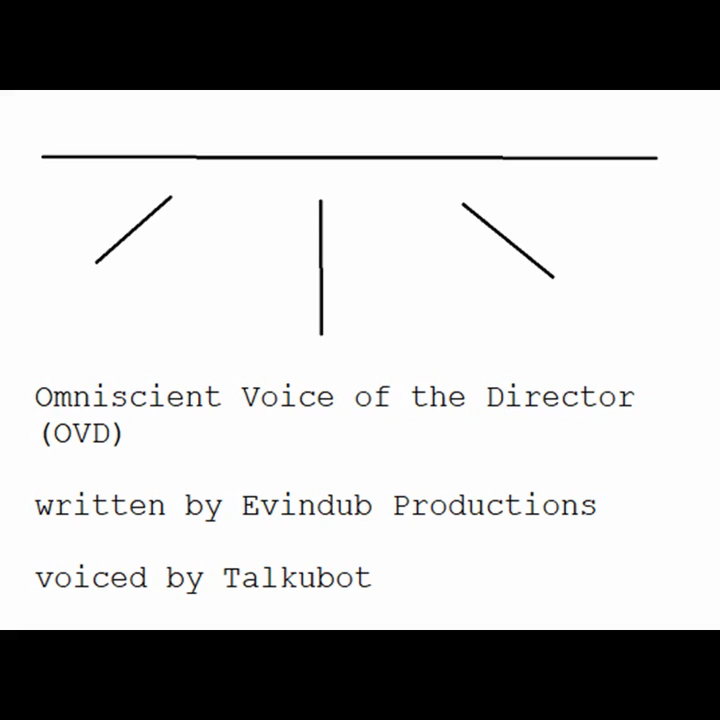 Omniscient Voice of the Director
(OVD)
written by Evindub Productions
voiced by Talkubot